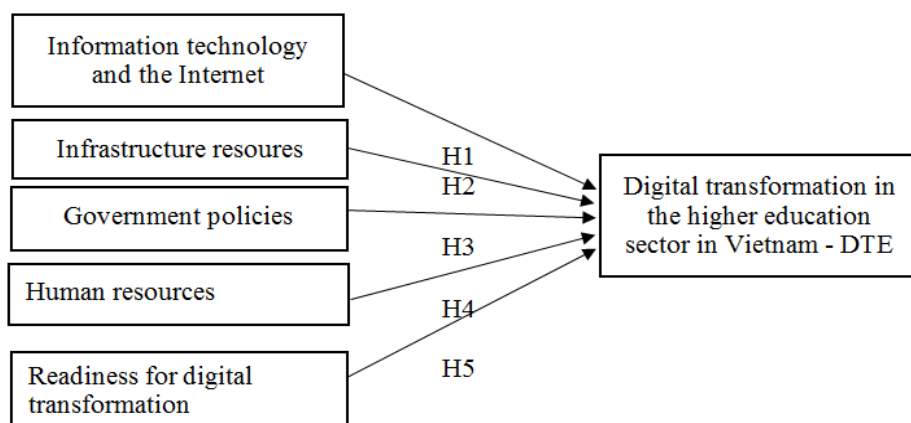 Information technology
and the Internet
Infrastructure resoures
Government policies
Human resources
Readiness for digital
transformation
H1
H2
H3
H4
H5
Digital transformation in
the higher education
sector in Vietnam - DTE